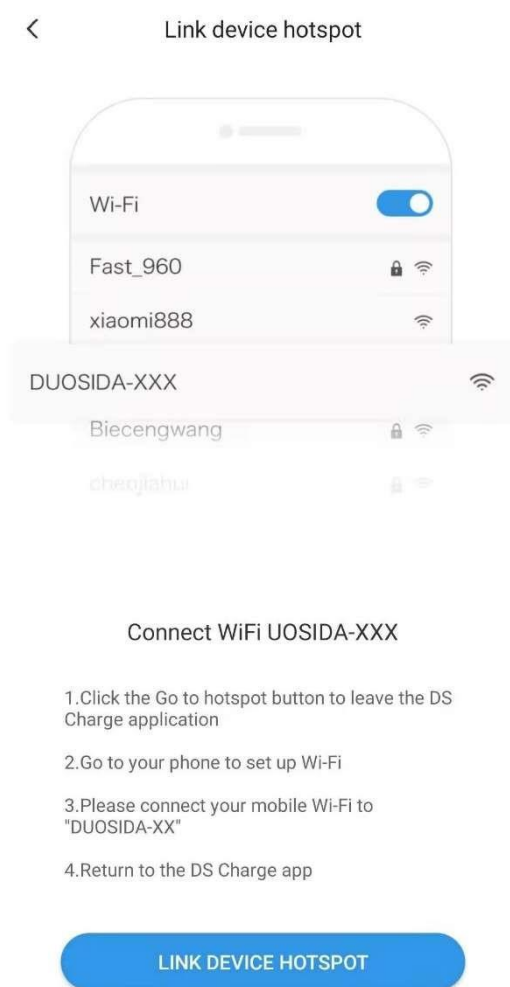 Link device hotspot
Wi-Fi
Fast_960
xiaomi888
DUOSIDA-XXX
Biecengwang
chaojiahui
Connect WiFi UOSIDA-XXX
1.Click the Go to hotspot button to leave the DS
Charge application
2.Go to your phone to set up Wi-Fi
3.Please connect your mobile Wi-Fi to
"DUOSIDA-XX"
4.Return to the DS Charge app
LINK DEVICE HOTSPOT